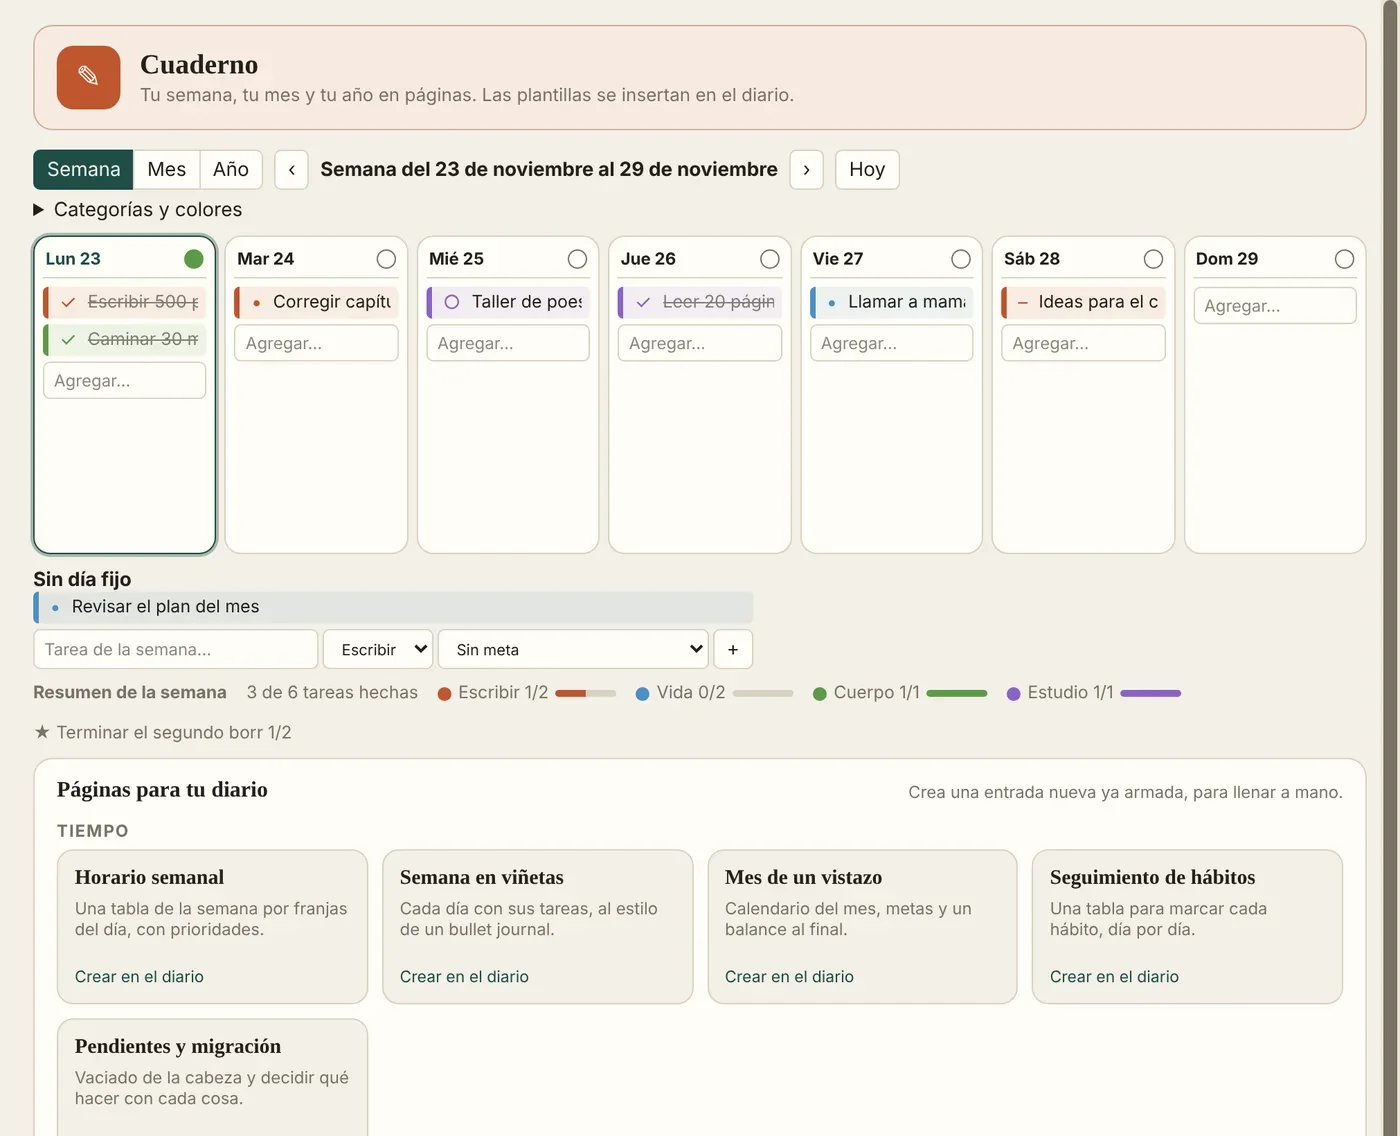 Cuaderno
Tu semana, tu mes y tu año en páginas. Las plantillas se insertan en el diario.
Semana Mes Año ‹ Semana del 23 de noviembre al 29 de noviembre › Hoy
▶ Categorías y colores
Lun 23
✓ Escribir 500 p
✓ Caminar 30 m
Agregar...
Mar 24
• Corregir capítu
Agregar...
Mié 25
○ Taller de poes
Agregar...
Jue 26
✓ Leer 20 págin
Agregar...
Vie 27
• Llamar a mamá
Agregar...
Sáb 28
– Ideas para el c
Agregar...
Dom 29
Agregar...
Sin día fijo
• Revisar el plan del mes
Tarea de la semana... Escribir Sin meta +
Resumen de la semana 3 de 6 tareas hechas Escribir 1/2 Vida 0/2 Cuerpo 1/1 Estudio 1/1
★ Terminar el segundo borr 1/2
Páginas para tu diario
Crea una entrada nueva ya armada, para llenar a mano.
TIEMPO
Horario semanal
Una tabla de la semana por franjas
del día, con prioridades.
Crear en el diario
Semana en viñetas
Cada día con sus tareas, al estilo
de un bullet journal.
Crear en el diario
Mes de un vistazo
Calendario del mes, metas y un
balance al final.
Crear en el diario
Seguimiento de hábitos
Una tabla para marcar cada
hábito, día por día.
Crear en el diario
Pendientes y migración
Vaciado de la cabeza y decidir qué
hacer con cada cosa.